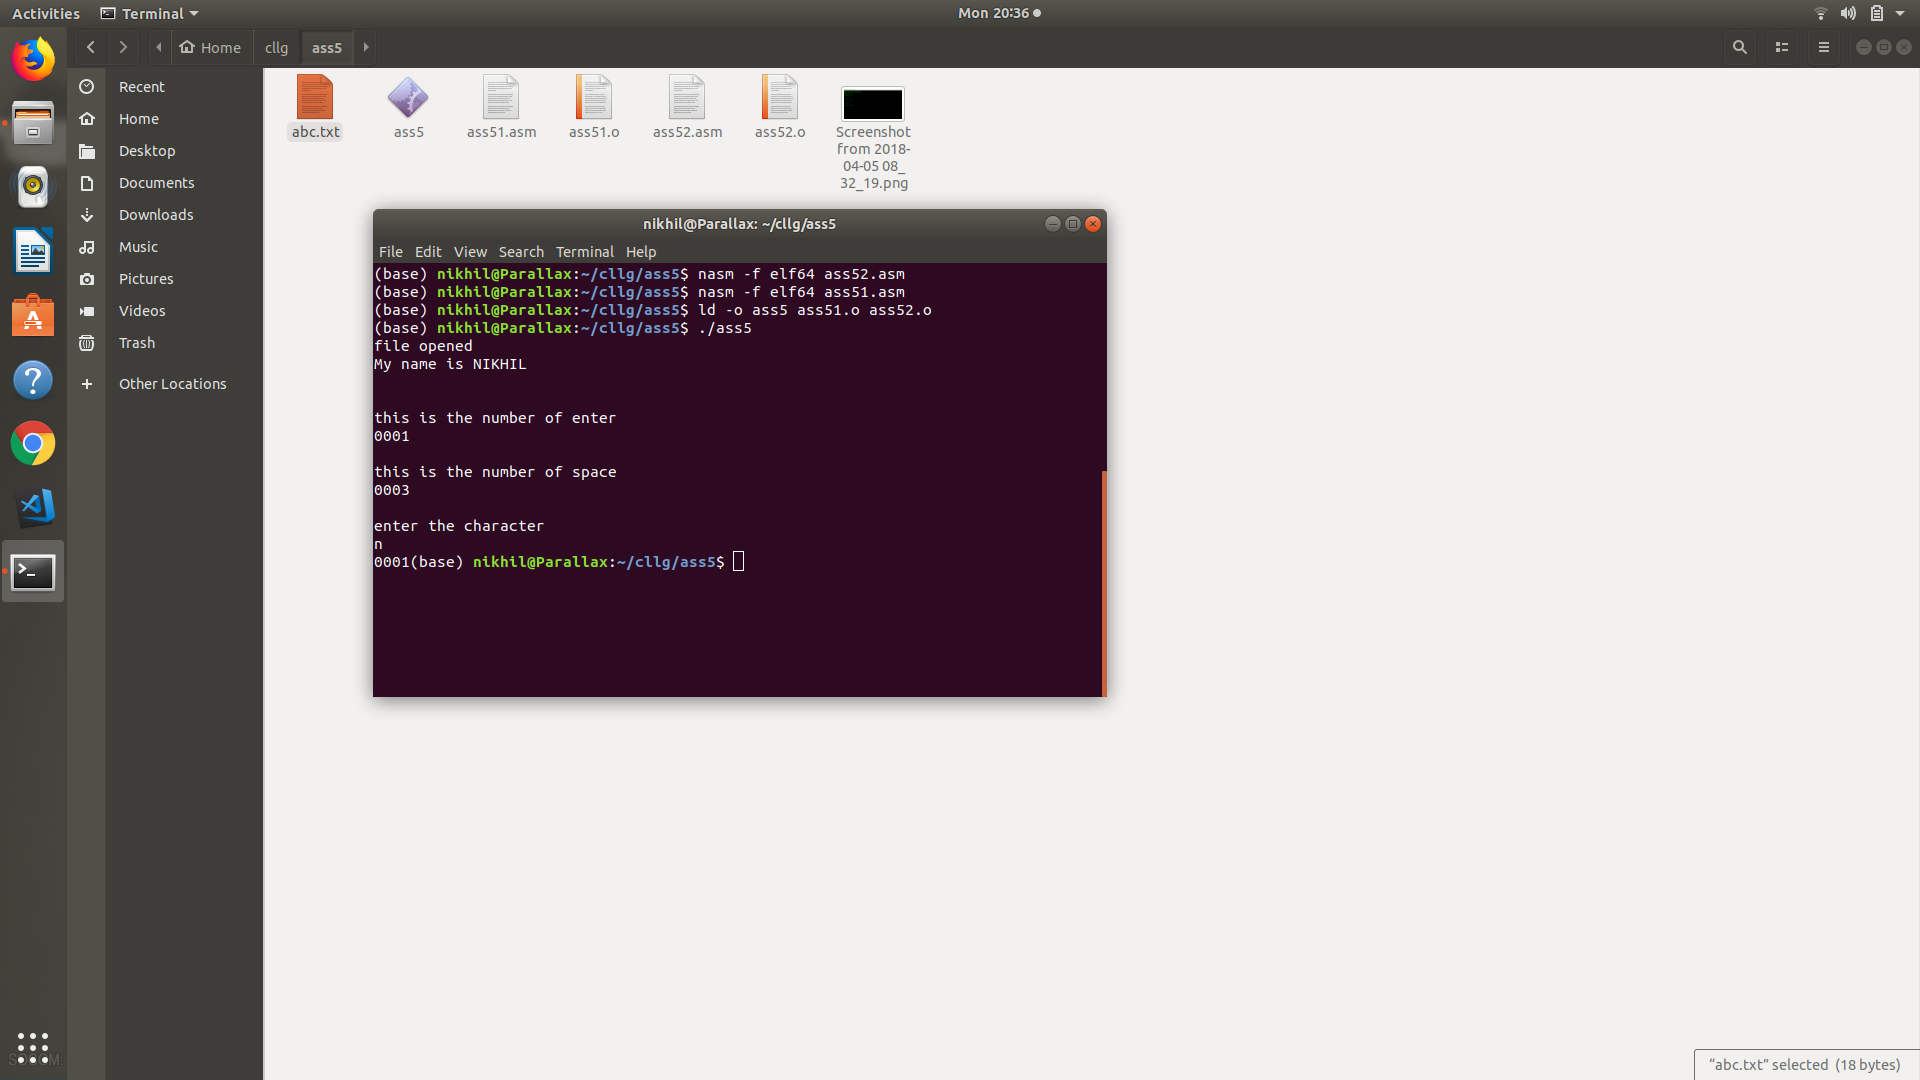 Activities Terminal Mon 20:36
Home cllg ass5
Recent
Home
Desktop
Documents
Downloads
Music
Pictures
Videos
Trash
Other Locations
abc.txt ass5 ass51.asm ass51.o ass52.asm ass52.o Screenshot
from 2018-
04-05 08_
32_19.png
nikhil@Parallax: ~/cllg/ass5
File Edit View Search Terminal Help
(base) nikhil@Parallax:~/cllg/ass5$ nasm -f elf64 ass52.asm
(base) nikhil@Parallax:~/cllg/ass5$ nasm -f elf64 ass51.asm
(base) nikhil@Parallax:~/cllg/ass5$ ld -o ass5 ass51.o ass52.o
(base) nikhil@Parallax:~/cllg/ass5$ ./ass5
file opened
My name is NIKHIL
this is the number of enter
0001
this is the number of space
0003
enter the character
n
0001(base) nikhil@Parallax:~/cllg/ass5$
"abc.txt" selected (18 bytes)